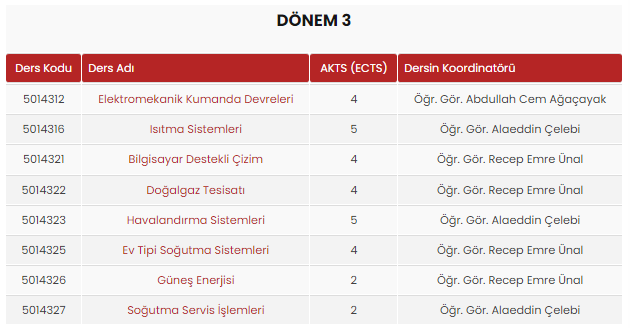 DÖNEM 3
Ders Kodu Ders Adı AKTS (ECTS) Dersin Koordinatörü
5014312 Elektromekanik Kumanda Devreleri 4 Öğr. Gör. Abdullah Cem Ağaçayak
5014316 Isıtma Sistemleri 5 Öğr. Gör. Alaeddin Çelebi
5014321 Bilgisayar Destekli Çizim 4 Öğr. Gör. Recep Emre Ünal
5014322 Doğalgaz Tesisatı 4 Öğr. Gör. Recep Emre Ünal
5014323 Havalandırma Sistemleri 5 Öğr. Gör. Alaeddin Çelebi
5014325 Ev Tipi Soğutma Sistemleri 4 Öğr. Gör. Recep Emre Ünal
5014326 Güneş Enerjisi 2 Öğr. Gör. Recep Emre Ünal
5014327 Soğutma Servis İşlemleri 2 Öğr. Gör. Alaeddin Çelebi